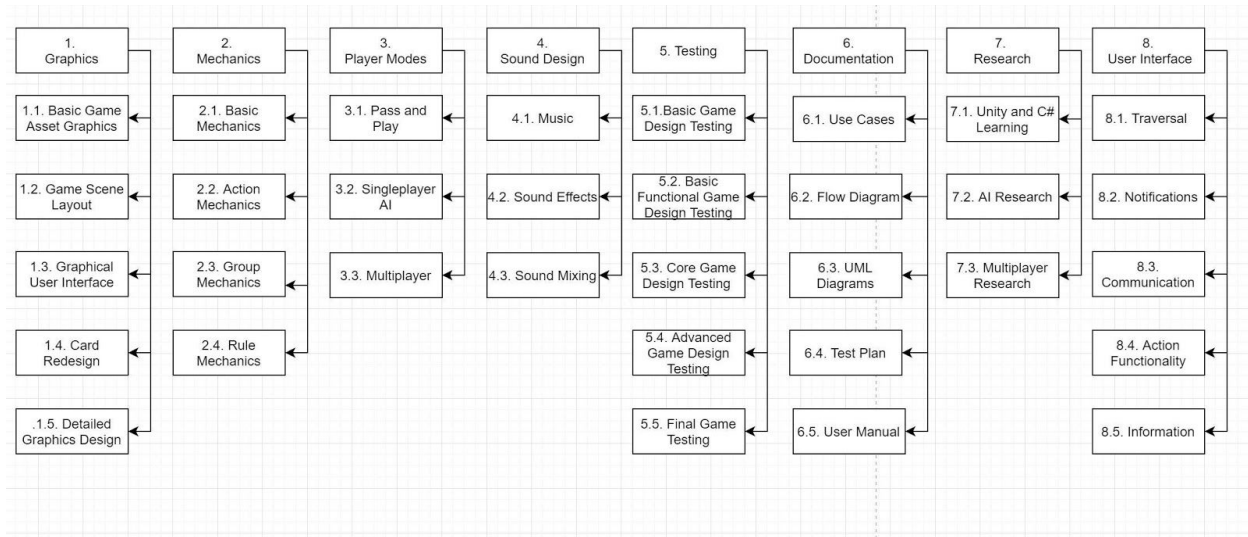 1.
Graphics
1.1. Basic Game
Asset Graphics
1.2. Game Scene
Layout
1.3. Graphical
User Interface
1.4. Card
Redesign
.1.5. Detailed
Graphics Design
2.
Mechanics
2.1. Basic
Mechanics
2.2. Action
Mechanics
2.3. Group
Mechanics
2.4. Rule
Mechanics
3.
Player Modes
3.1. Pass and
Play
3.2. Singleplayer
AI
3.3. Multiplayer
4.
Sound Design
4.1. Music
4.2. Sound Effects
4.3. Sound Mixing
5. Testing
5.1.Basic Game
Design Testing
5.2. Basic
Functional Game
Design Testing
5.3. Core Game
Design Testing
5.4. Advanced
Game Design
Testing
5.5. Final Game
Testing
6.
Documentation
6.1. Use Cases
6.2. Flow Diagram
6.3. UML
Diagrams
6.4. Test Plan
6.5. User Manual
7.
Research
7.1. Unity and C#
Learning
7.2. AI Research
7.3. Multiplayer
Research
8.
User Interface
8.1. Traversal
8.2. Notifications
8.3.
Communication
8.4. Action
Functionality
8.5. Information